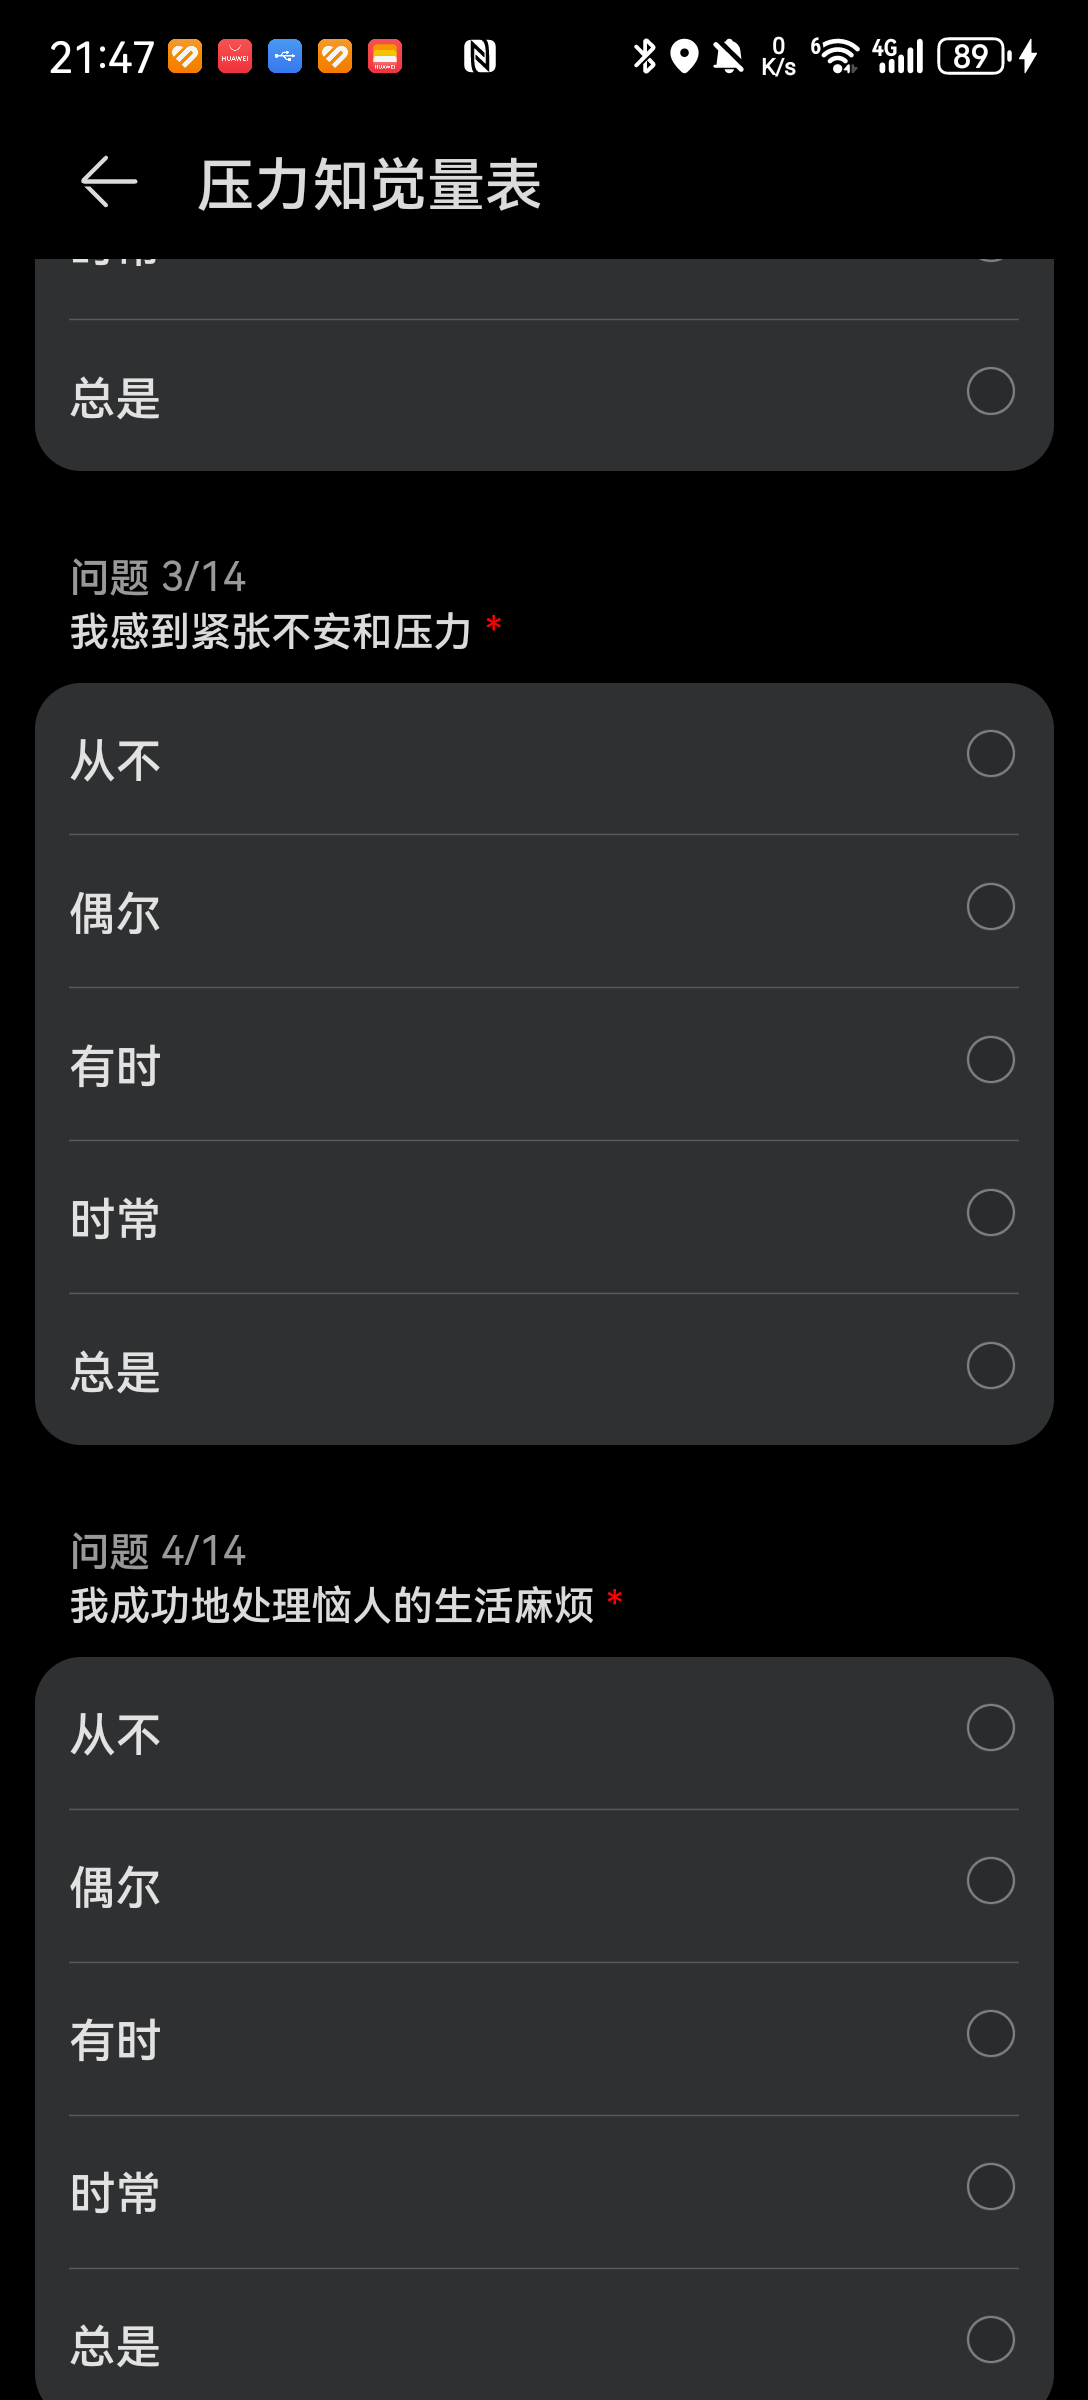 21:47
HUAWEI
HUAWEI
0
K/s
6
4G
89
压力知觉量表
总是
问题 3/14
我感到紧张不安和压力 *
从不
偶尔
有时
时常
总是
问题 4/14
我成功地处理恼人的生活麻烦 *
从不
偶尔
有时
时常
总是